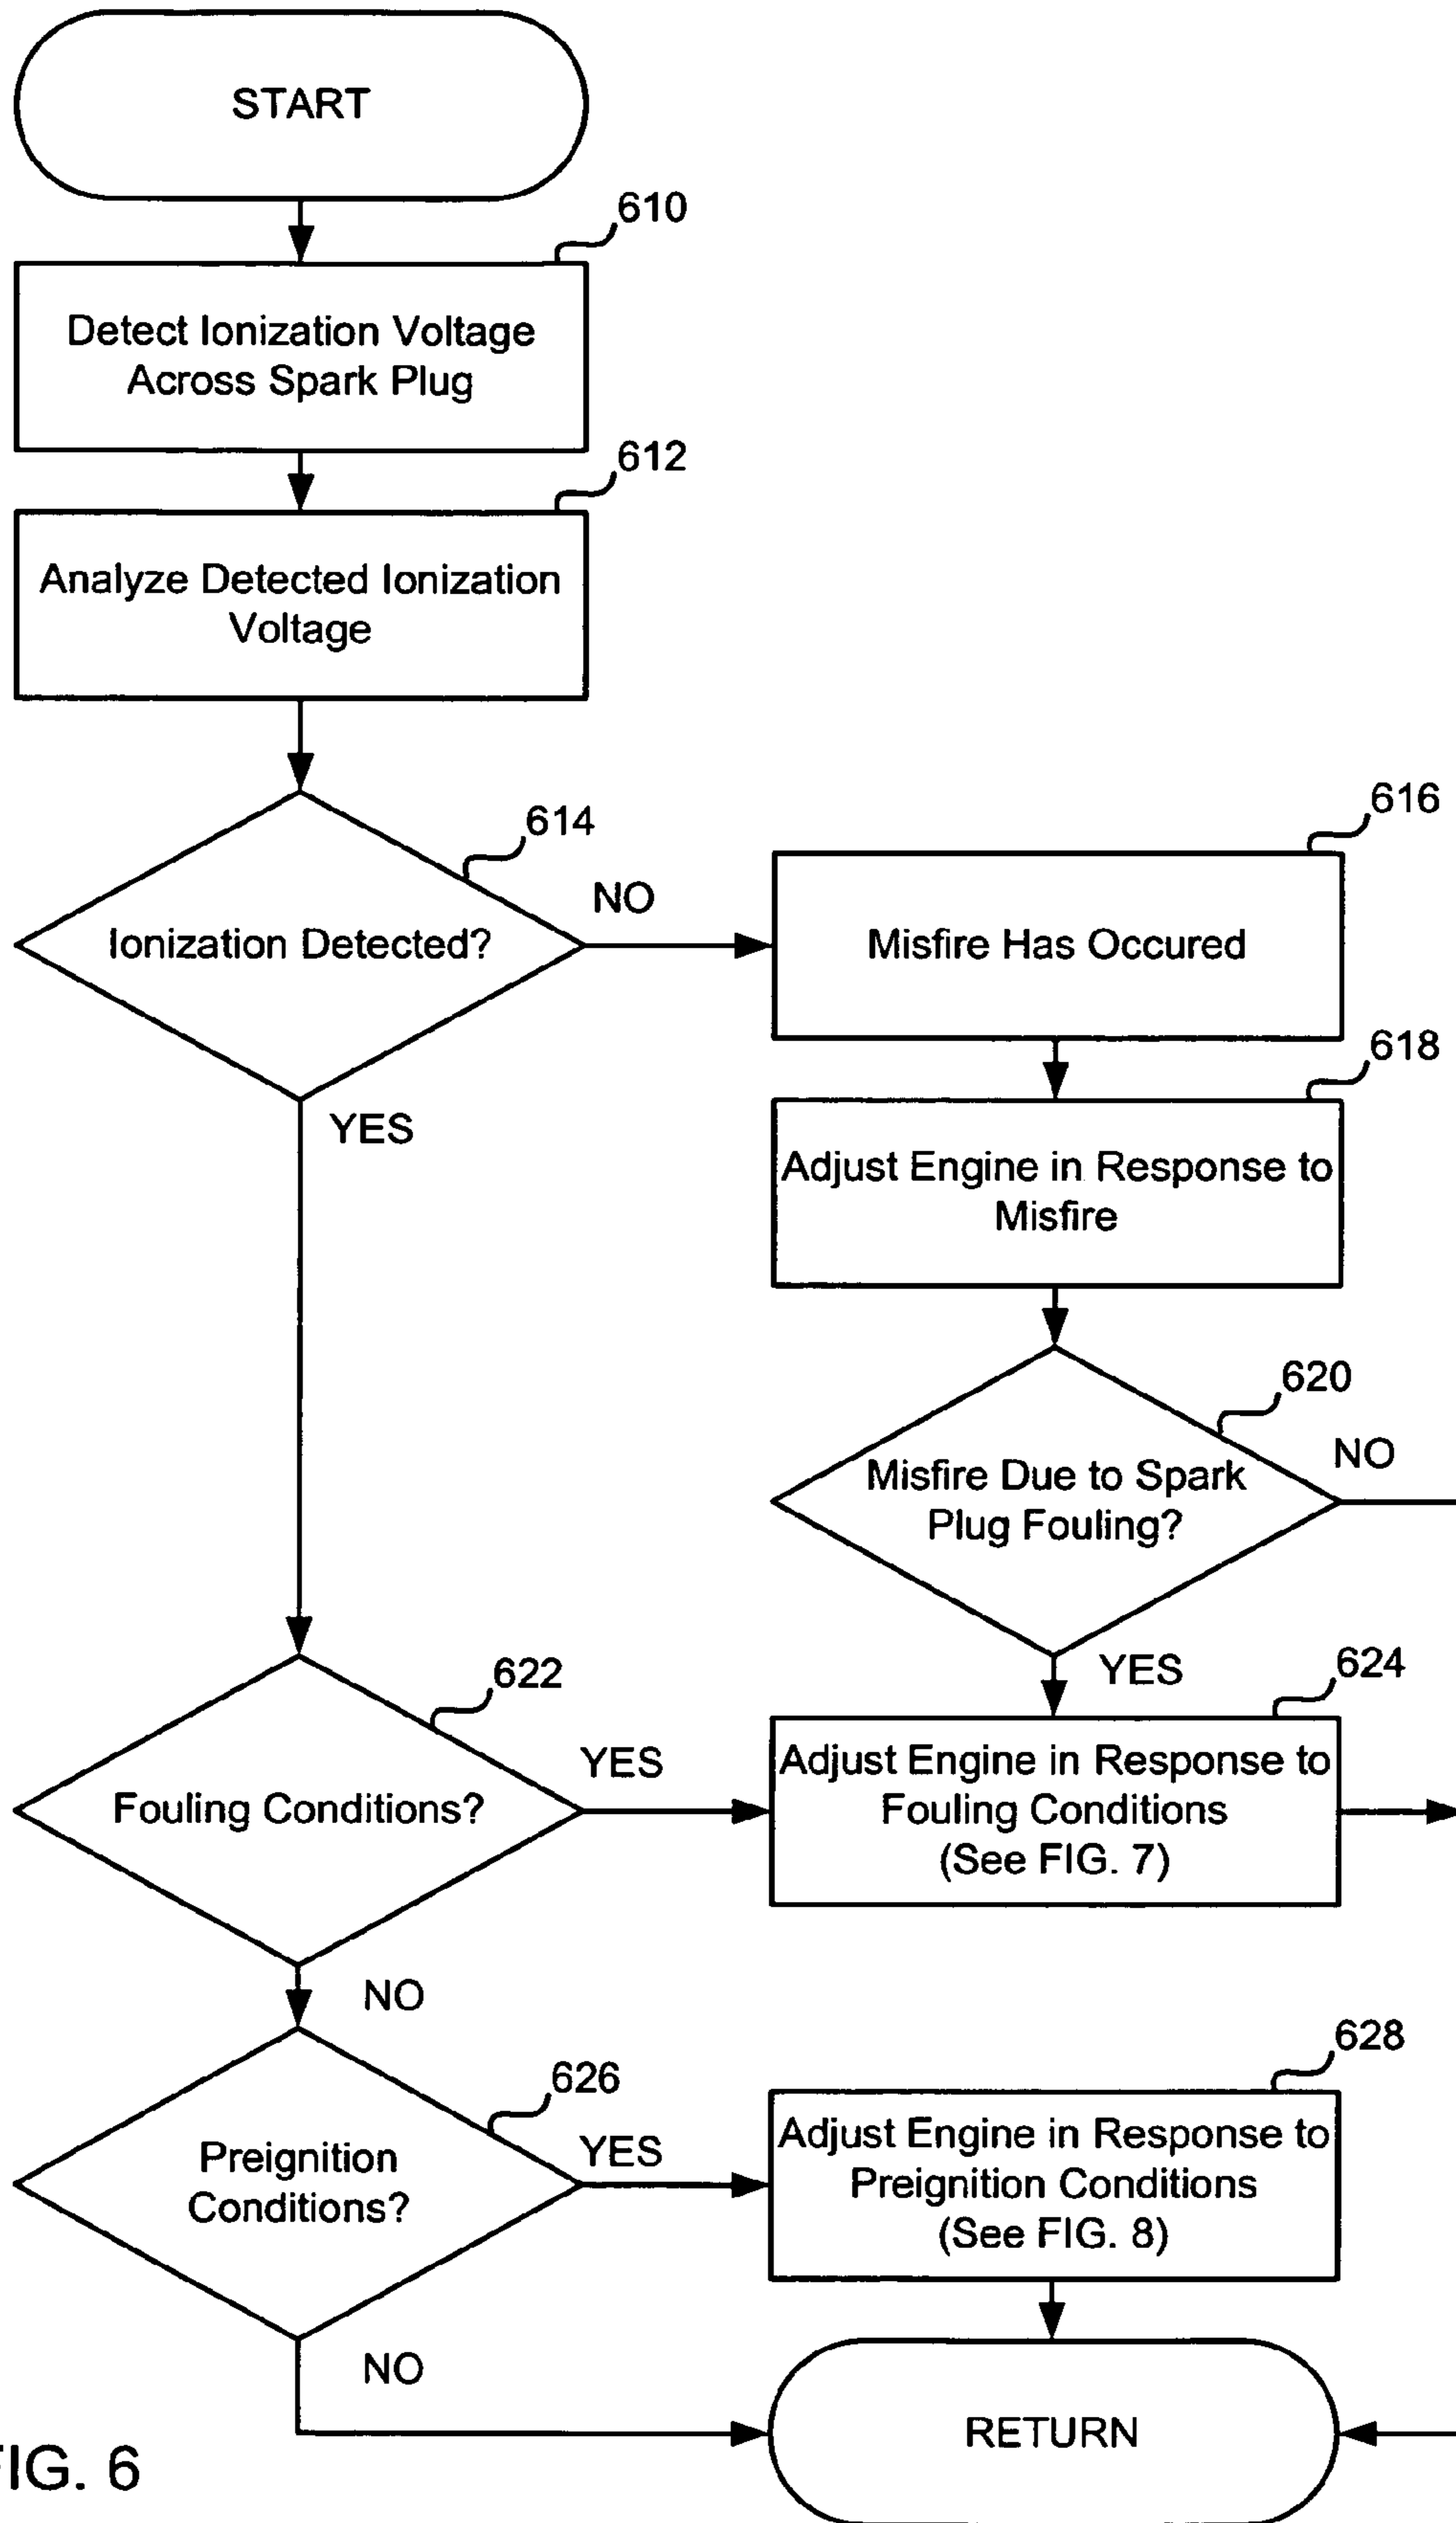 START
610
Detect Ionization Voltage
Across Spark Plug
612
Analyze Detected Ionization
Voltage
614
Ionization Detected?
NO
YES
616
Misfire Has Occured
618
Adjust Engine in Response to
Misfire
620
Misfire Due to Spark
Plug Fouling?
NO
YES
622
Fouling Conditions?
YES
NO
624
Adjust Engine in Response to
Fouling Conditions
(See FIG. 7)
626
Preignition
Conditions?
YES
NO
628
Adjust Engine in Response to
Preignition Conditions
(See FIG. 8)
RETURN
FIG. 6